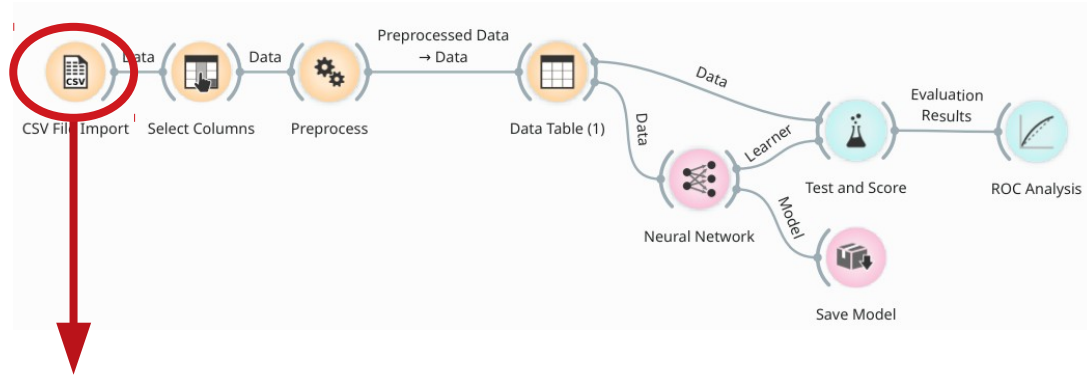 Preprocessed Data
→ Data
Data
Data
CSV
CSV File Import
Select Columns
Preprocess
Data Table (1)
Data
Data
Learner
Evaluation
Results
Test and Score
ROC Analysis
Neural Network
Model
Save Model